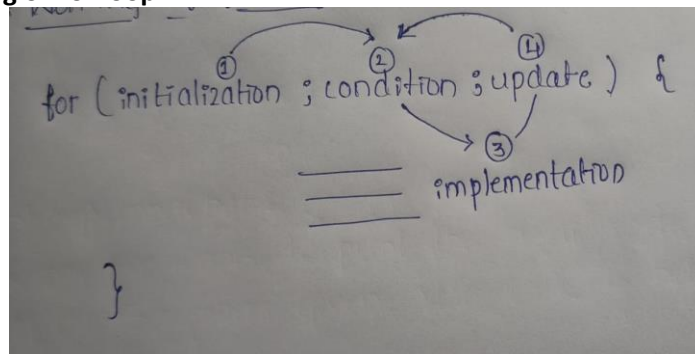 ①            ②            ④
for ( initialization ; condition ; update ) {
③
implementation
}